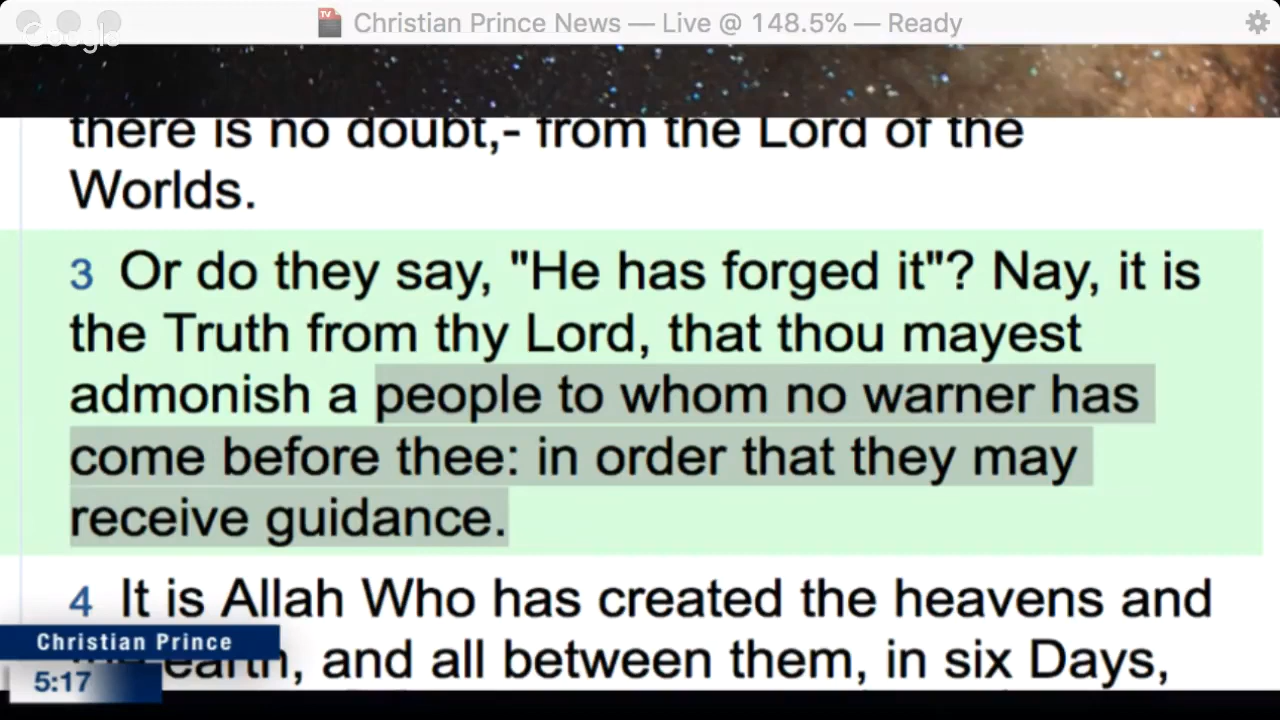 Christian Prince News — Live @ 148.5% — Ready
Google
there is no doubt,- from the Lord of the
Worlds.
3 Or do they say, "He has forged it"? Nay, it is
the Truth from thy Lord, that thou mayest
admonish a people to whom no warner has
come before thee: in order that they may
receive guidance.
4 It is Allah Who has created the heavens and
the earth, and all between them, in six Days,
Christian Prince
5:17